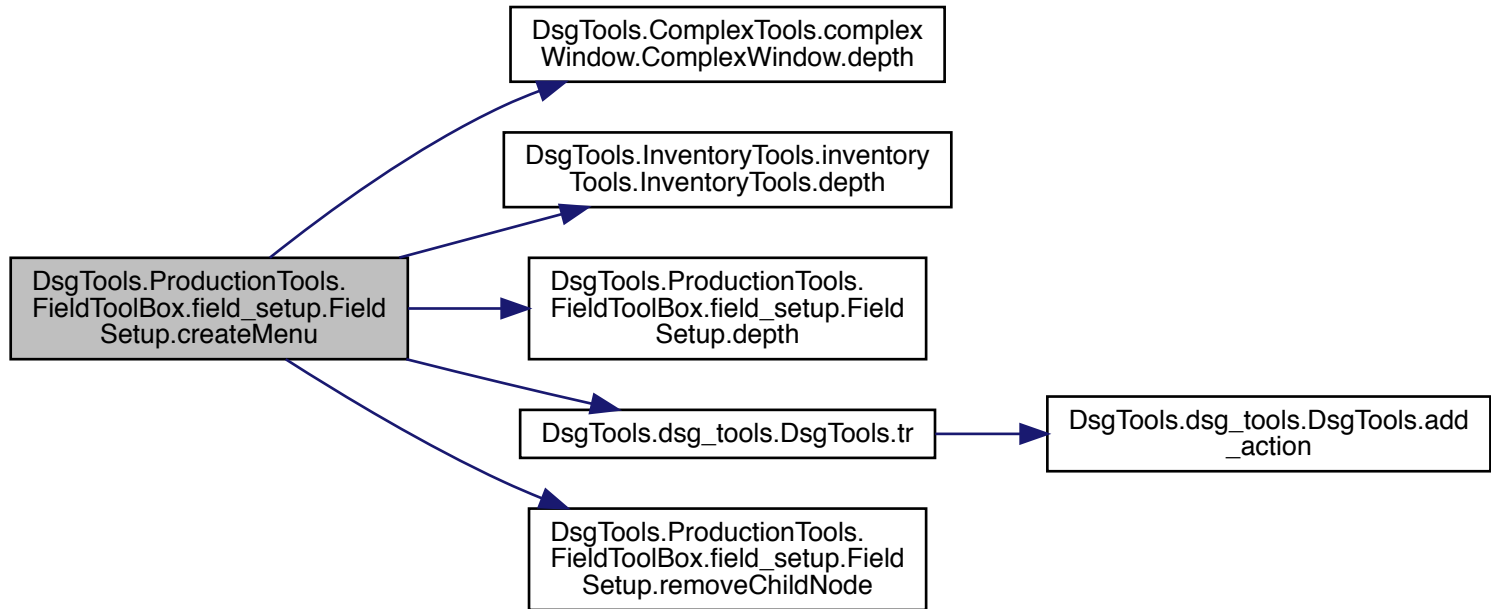 DsgTools.ComplexTools.complex
Window.ComplexWindow.depth
DsgTools.InventoryTools.inventory
Tools.InventoryTools.depth
DsgTools.ProductionTools.
FieldToolBox.field_setup.Field
Setup.createMenu
DsgTools.ProductionTools.
FieldToolBox.field_setup.Field
Setup.depth
DsgTools.dsg_tools.DsgTools.tr
DsgTools.dsg_tools.DsgTools.add
_action
DsgTools.ProductionTools.
FieldToolBox.field_setup.Field
Setup.removeChildNode